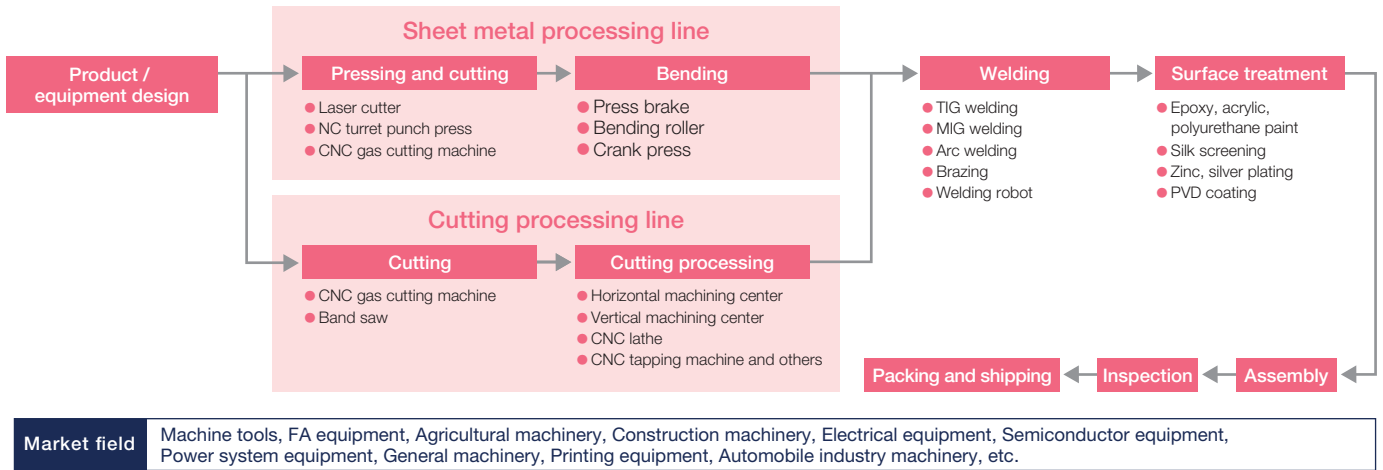 Product /
equipment design
Sheet metal processing line
Pressing and cutting
● Laser cutter
● NC turret punch press
● CNC gas cutting machine
Bending
● Press brake
● Bending roller
● Crank press
Cutting processing line
Cutting
● CNC gas cutting machine
● Band saw
Cutting processing
● Horizontal machining center
● Vertical machining center
● CNC lathe
● CNC tapping machine and others
Welding
● TIG welding
● MIG welding
● Arc welding
● Brazing
● Welding robot
Surface treatment
● Epoxy, acrylic,
polyurethane paint
● Silk screening
● Zinc, silver plating
● PVD coating
Assembly
Inspection
Packing and shipping
Market field
Machine tools, FA equipment, Agricultural machinery, Construction machinery, Electrical equipment, Semiconductor equipment,
Power system equipment, General machinery, Printing equipment, Automobile industry machinery, etc.